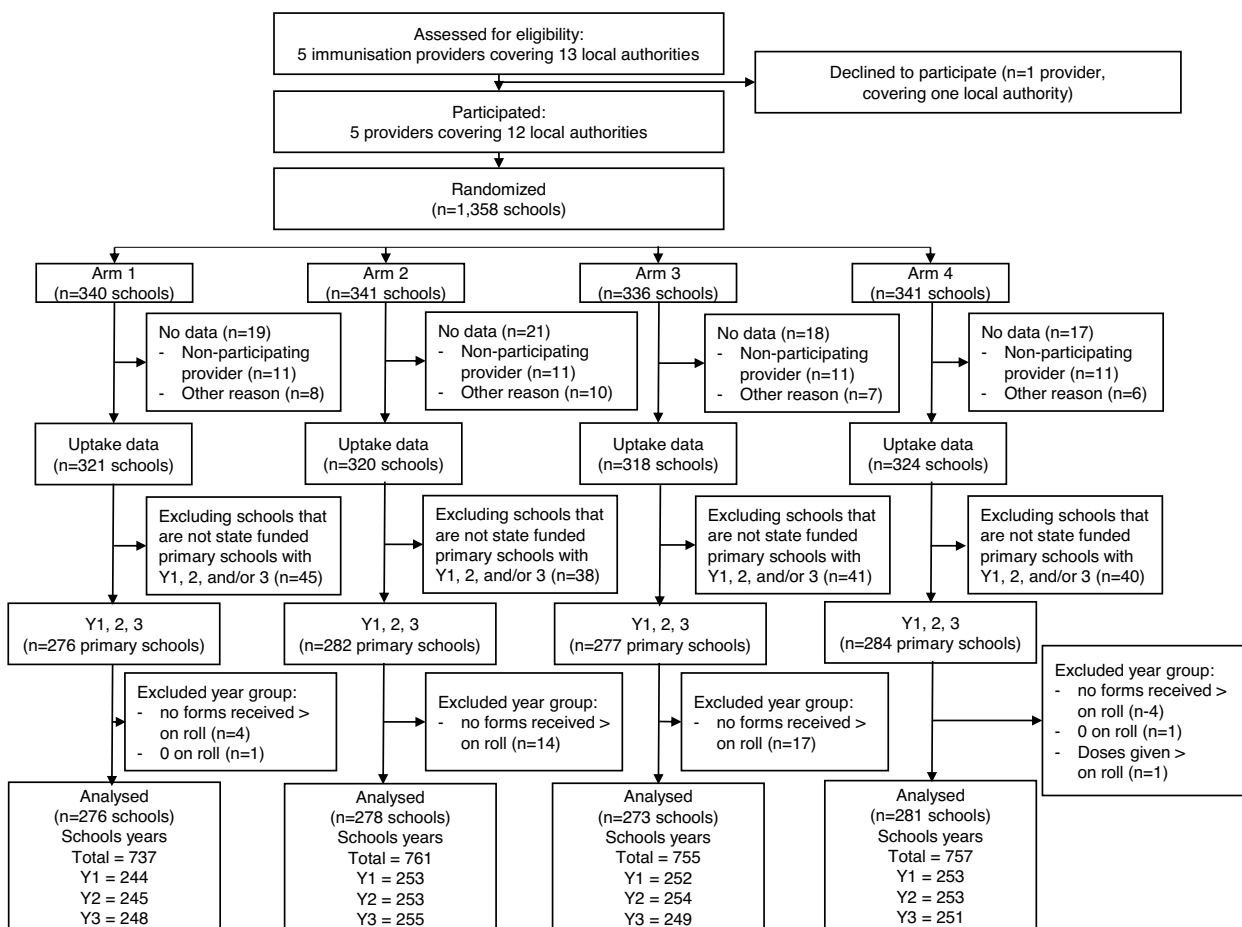 Assessed for eligibility:
5 immunisation providers covering 13 local authorities
Declined to participate (n=1 provider,
covering one local authority)
Participated:
5 providers covering 12 local authorities
Randomized
(n=1,358 schools)
Arm 1
(n=340 schools)
Arm 2
(n=341 schools)
Arm 3
(n=336 schools)
Arm 4
(n=341 schools)
No data (n=19)
- Non-participating
provider (n=11)
- Other reason (n=8)
No data (n=21)
- Non-participating
provider (n=11)
- Other reason (n=10)
No data (n=18)
- Non-participating
provider (n=11)
- Other reason (n=7)
No data (n=17)
- Non-participating
provider (n=11)
- Other reason (n=6)
Uptake data
(n=321 schools)
Uptake data
(n=320 schools)
Uptake data
(n=318 schools)
Uptake data
(n=324 schools)
Excluding schools that
are not state funded
primary schools with
Y1, 2, and/or 3 (n=45)
Excluding schools that
are not state funded
primary schools with
Y1, 2, and/or 3 (n=38)
Excluding schools that
are not state funded
primary schools with
Y1, 2, and/or 3 (n=41)
Excluding schools that
are not state funded
primary schools with
Y1, 2, and/or 3 (n=40)
Y1, 2, 3
(n=276 primary schools)
Y1, 2, 3
(n=282 primary schools)
Y1, 2, 3
(n=277 primary schools)
Y1, 2, 3
(n=284 primary schools)
Excluded year group:
- no forms received >
on roll (n=4)
- 0 on roll (n=1)
Excluded year group:
- no forms received >
on roll (n=14)
Excluded year group:
- no forms received >
on roll (n=17)
Excluded year group:
- no forms received >
on roll (n-4)
- 0 on roll (n=1)
- Doses given >
on roll (n=1)
Analysed
(n=276 schools)
Schools years
Total = 737
Y1 = 244
Y2 = 245
Y3 = 248
Analysed
(n=278 schools)
Schools years
Total = 761
Y1 = 253
Y2 = 253
Y3 = 255
Analysed
(n=273 schools)
Schools years
Total = 755
Y1 = 252
Y2 = 254
Y3 = 249
Analysed
(n=281 schools)
Schools years
Total = 757
Y1 = 253
Y2 = 253
Y3 = 251